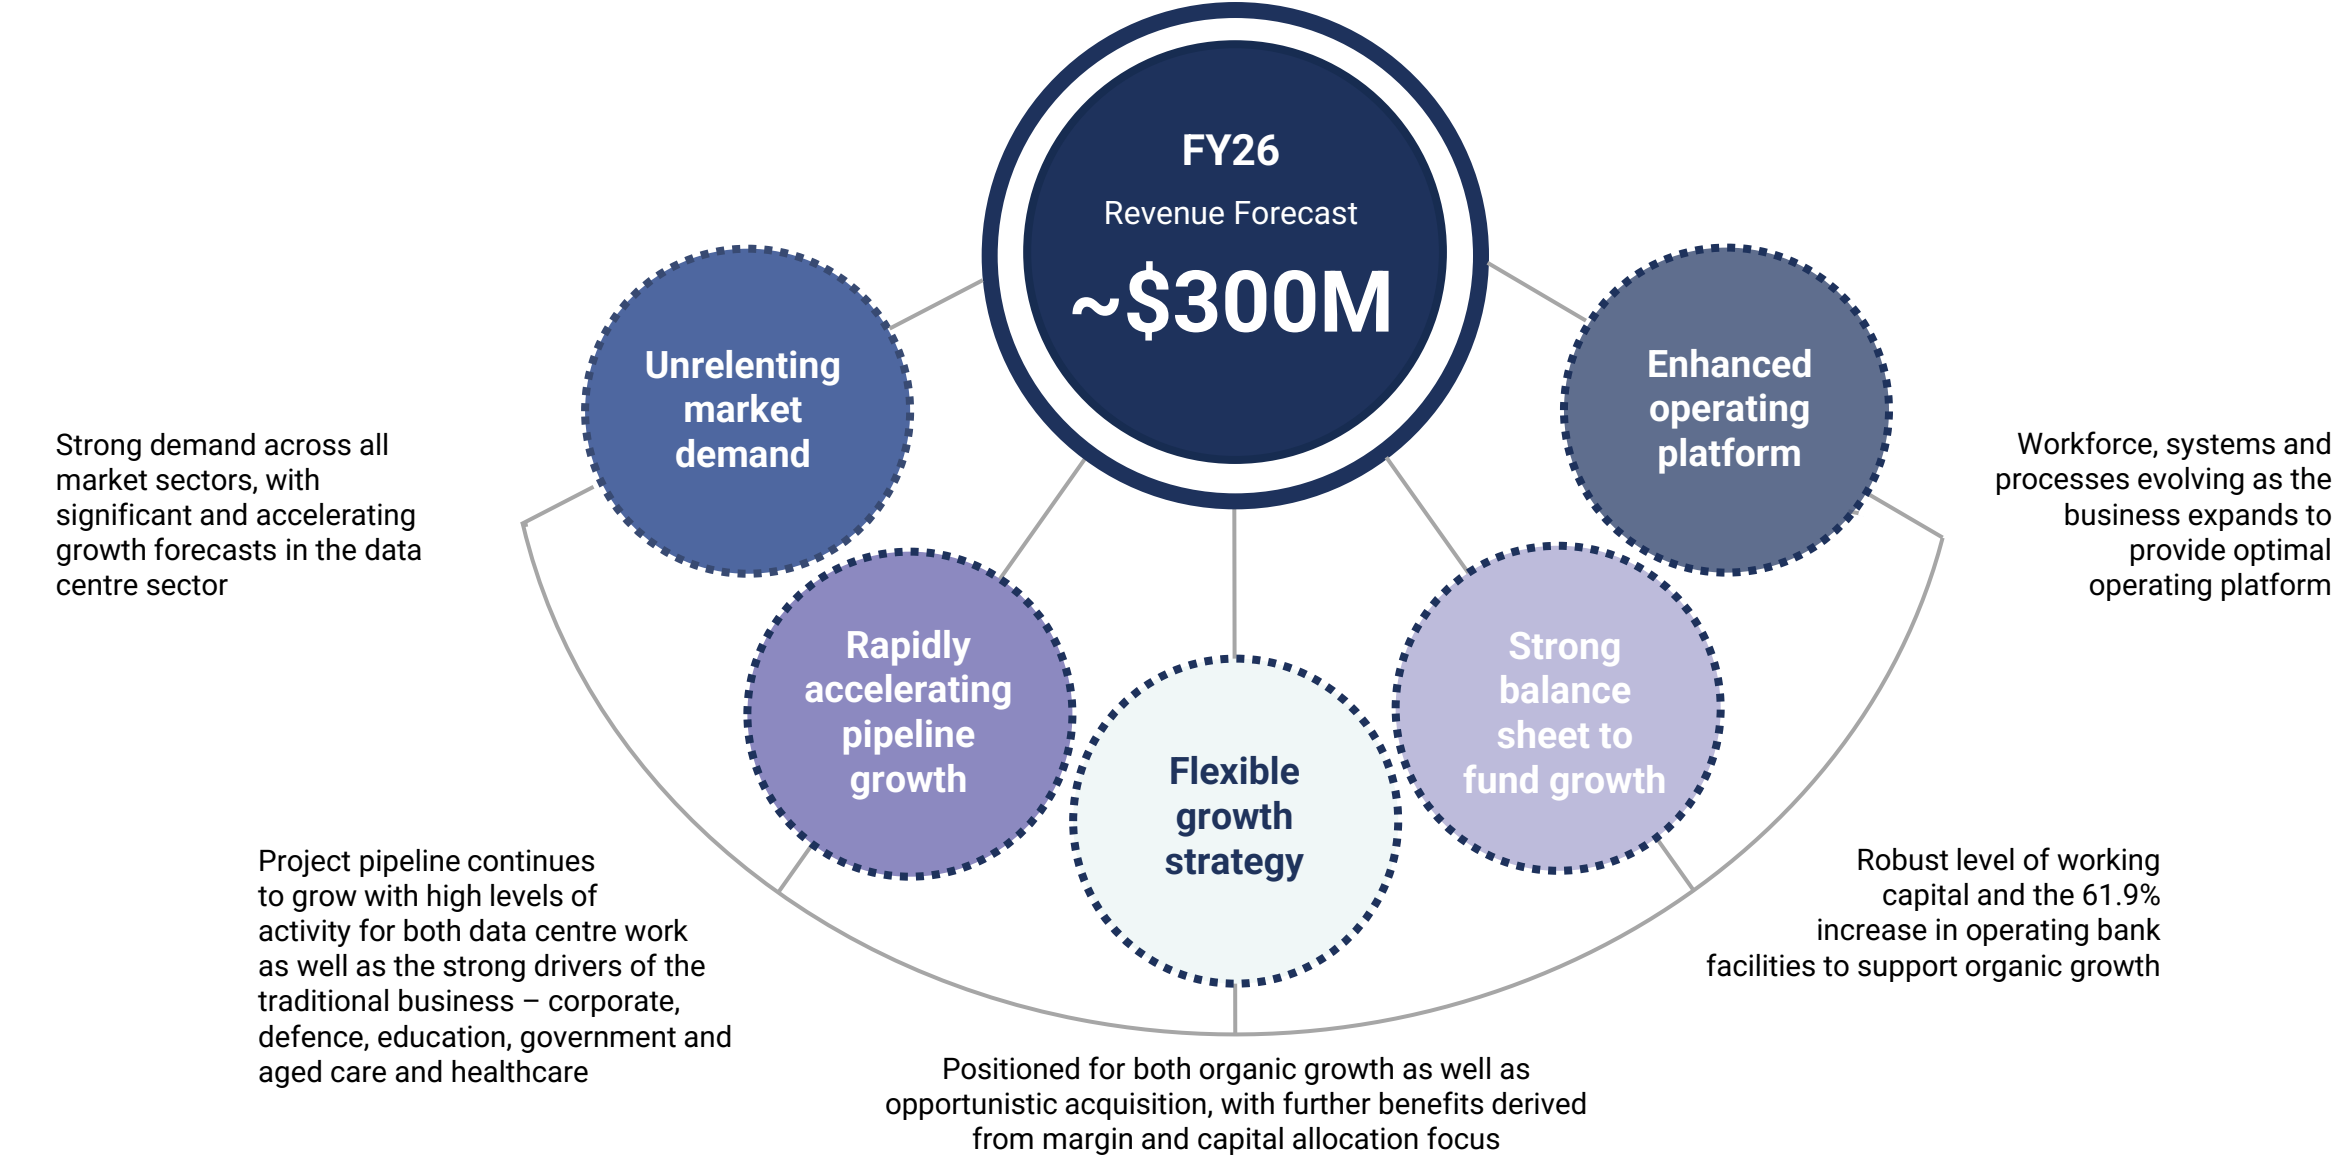 FY26
Revenue Forecast
~$300M
Unrelenting
market
demand
Strong demand across all
market sectors, with
significant and accelerating
growth forecasts in the data
centre sector
Rapidly
accelerating
pipeline
growth
Project pipeline continues
to grow with high levels of
activity for both data centre work
as well as the strong drivers of the
traditional business – corporate,
defence, education, government and
aged care and healthcare
Flexible
growth
strategy
Positioned for both organic growth as well as
opportunistic acquisition, with further benefits derived
from margin and capital allocation focus
Strong
balance
sheet to
fund growth
Robust level of working
capital and the 61.9%
increase in operating bank
facilities to support organic growth
Enhanced
operating
platform
Workforce, systems and
processes evolving as the
business expands to
provide optimal
operating platform